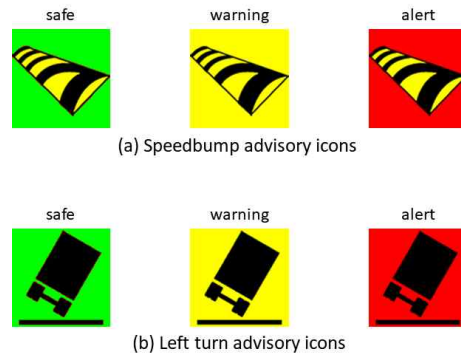 safe warning alert
(a) Speedbump advisory icons
safe warning alert
(b) Left turn advisory icons